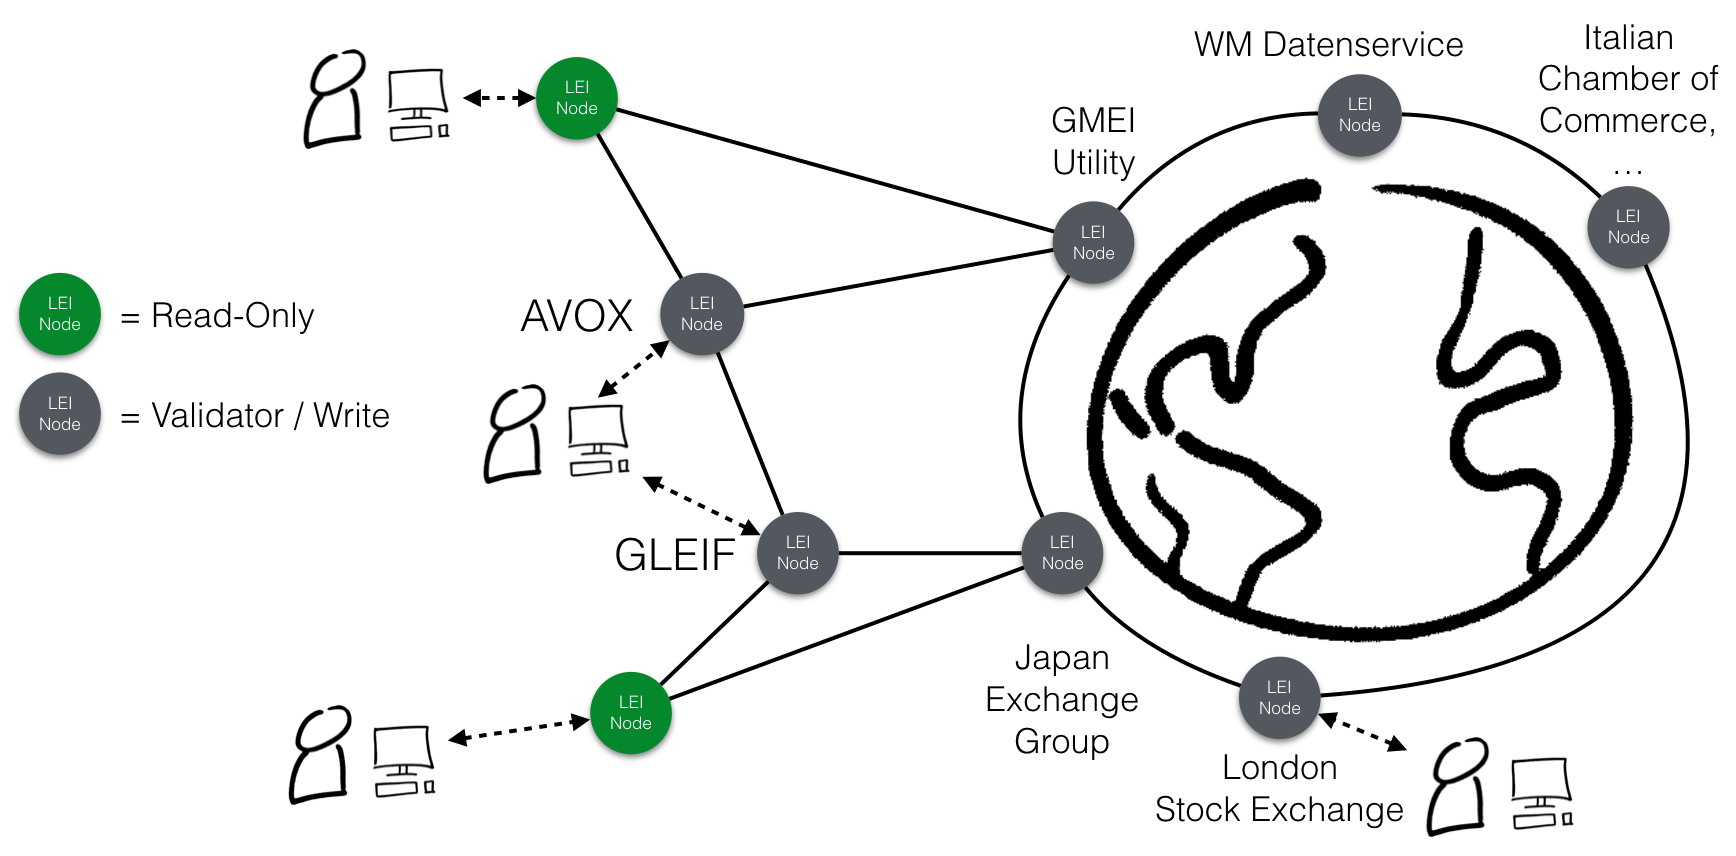 WM Datenservice
Italian
Chamber of
Commerce,
...
GMEI
Utility
LEI
Node
LEI
Node
LEI
Node
LEI
Node
AVOX
LEI
Node
LEI
Node
= Read-Only
LEI
Node
= Validator / Write
GLEIF
LEI
Node
LEI
Node
Japan
Exchange
Group
LEI
Node
LEI
Node
London
Stock Exchange